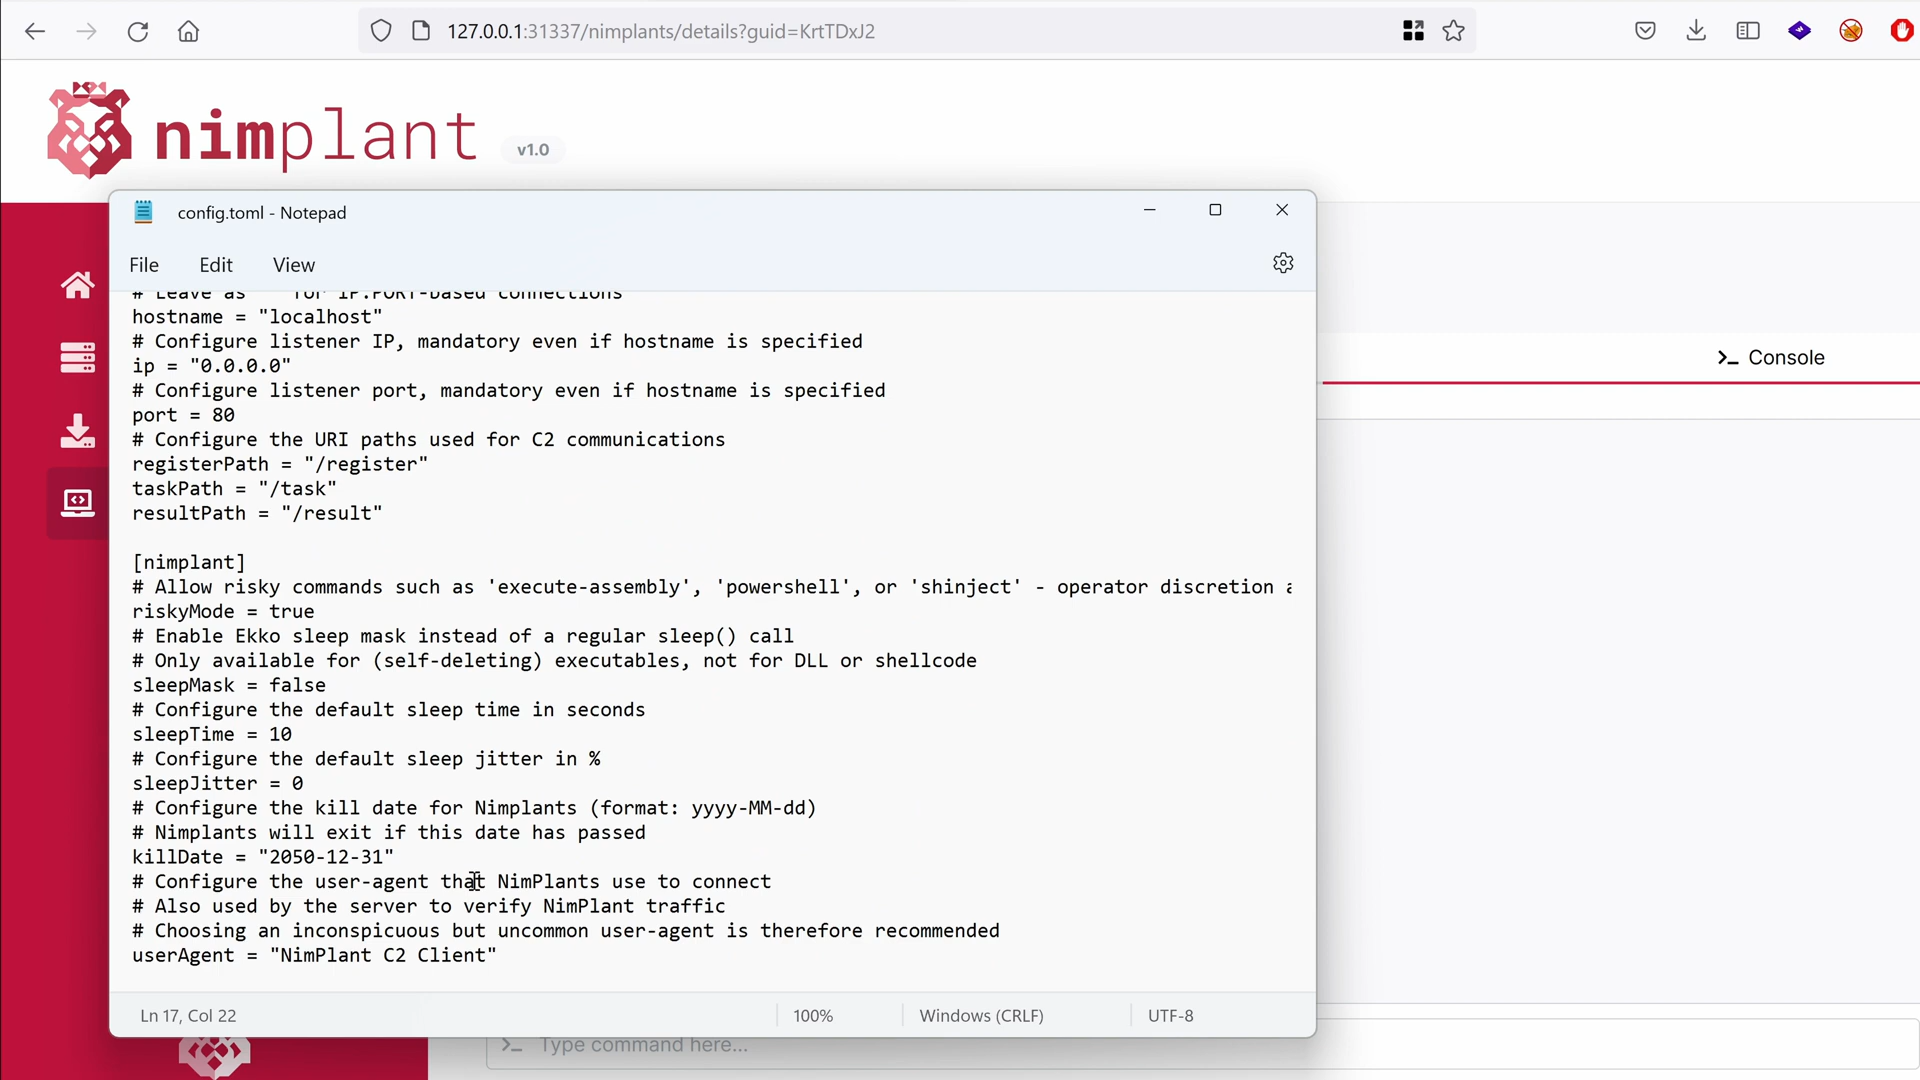 127.0.0.1:31337/nimplants/details?guid=KrtTDxJ2
nimplant
v1.0
config.toml - Notepad
File Edit View
# Leave as "" for IP:PORT-based connections
hostname = "localhost"
# Configure listener IP, mandatory even if hostname is specified
ip = "0.0.0.0"
# Configure listener port, mandatory even if hostname is specified
port = 80
# Configure the URI paths used for C2 communications
registerPath = "/register"
taskPath = "/task"
resultPath = "/result"
[nimplant]
# Allow risky commands such as 'execute-assembly', 'powershell', or 'shinject' - operator discretion
riskyMode = true
# Enable Ekko sleep mask instead of a regular sleep() call
# Only available for (self-deleting) executables, not for DLL or shellcode
sleepMask = false
# Configure the default sleep time in seconds
sleepTime = 10
# Configure the default sleep jitter in %
sleepJitter = 0
# Configure the kill date for Nimplants (format: yyyy-MM-dd)
# Nimplants will exit if this date has passed
killDate = "2050-12-31"
# Configure the user-agent that NimPlants use to connect
# Also used by the server to verify NimPlant traffic
# Choosing an inconspicuous but uncommon user-agent is therefore recommended
userAgent = "NimPlant C2 Client"
Ln 17, Col 22
100%
Windows (CRLF)
UTF-8
>_ Console
>_ Type command here...